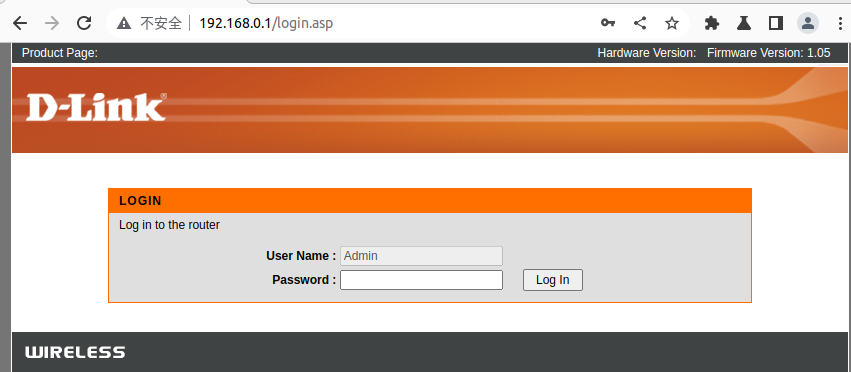 不安全 192.168.0.1/login.asp
Product Page: Hardware Version: Firmware Version: 1.05
D-Link®
LOGIN
Log in to the router
User Name : Admin
Password : Log In
WIRELESS